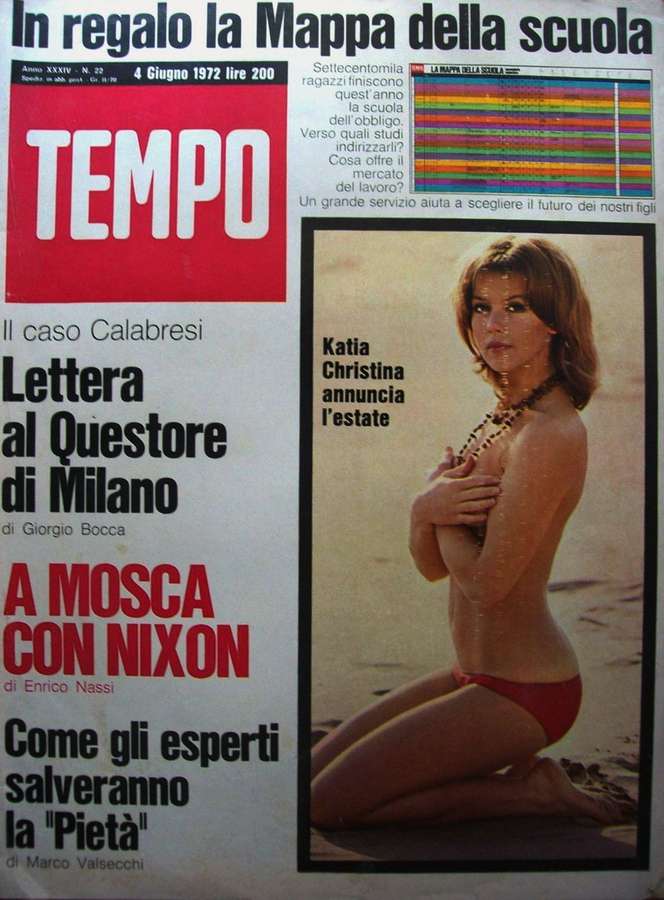 In regalo la Mappa della scuola
Anno XXXIV - N. 22
4 Giugno 1972 lire 200
TEMPO
Settecentomila
ragazzi finiscono
quest'anno
la scuola
dell'obbligo.
Verso quali studi
indirizzarli?
Cosa offre il
mercato
del lavoro?
Un grande servizio aiuta a scegliere il futuro dei nostri figli
LA MAPPA DELLA SCUOLA
Il caso Calabresi
Lettera
al Questore
di Milano
di Giorgio Bocca
A MOSCA
CON NIXON
di Enrico Nassi
Come gli esperti
salveranno
la "Pietà"
di Marco Valsecchi
Katia
Christina
annuncia
l'estate